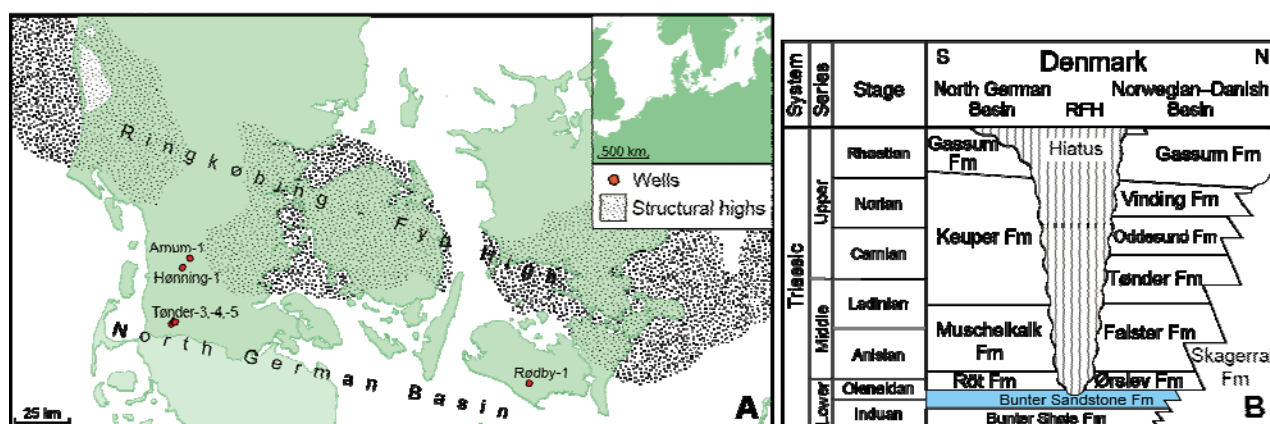 500 km
Wells
Structural highs
Ringkøbing - Fyn High
Arnum-1
Hønning-1
Tønder-3,-4,-5
North German Basin
Rødby-1
25 km
A
System
Series
Stage
S Denmark N
North German Basin
RFH
Norwegian–Danish Basin
Triassic
Upper
Middle
Lower
Rhaetian
Norian
Carnian
Ladinian
Anisian
Olenekian
Induan
Gassum Fm
Hiatus
Gassum Fm
Vinding Fm
Keuper Fm
Oddesund Fm
Tønder Fm
Muschelkalk Fm
Falster Fm
Skagerrak Fm
Röt Fm
Ørslev Fm
Bunter Sandstone Fm
Bunter Shale Fm
B